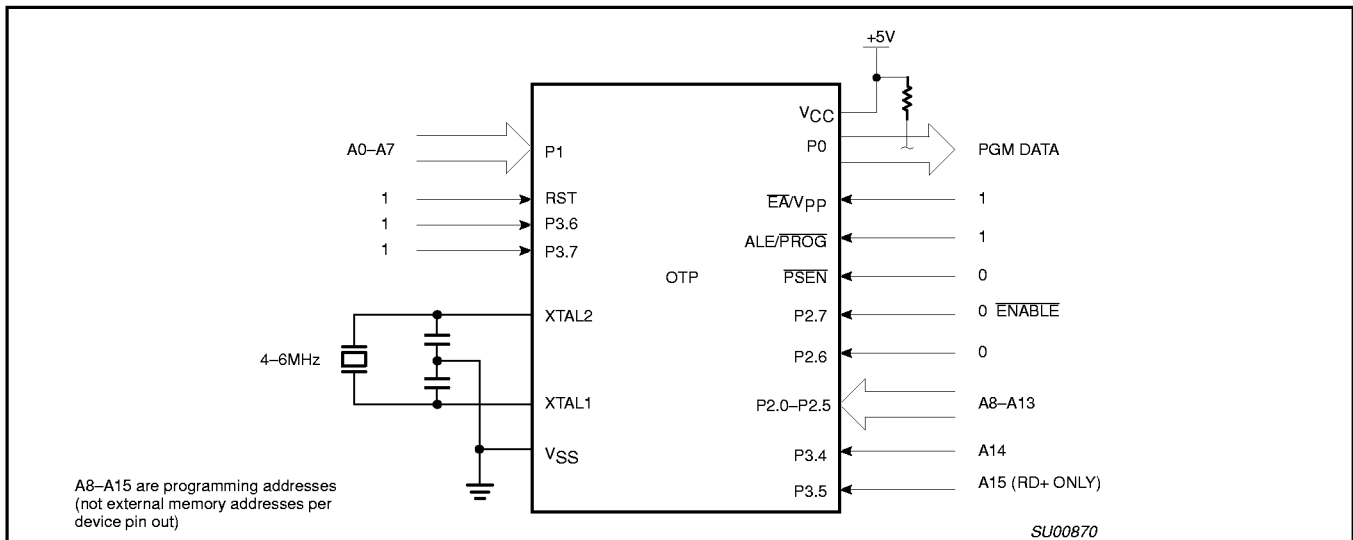 +5V
VCC
A0–A7
P1
P0
PGM DATA
1
RST
EA/VPP
1
1
P3.6
ALE/PROG
1
1
P3.7
OTP
PSEN
0
XTAL2
P2.7
0 ENABLE
4–6MHz
P2.6
0
XTAL1
P2.0–P2.5
A8–A13
VSS
P3.4
A14
A8–A15 are programming addresses
(not external memory addresses per
device pin out)
P3.5
A15 (RD+ ONLY)
SU00870